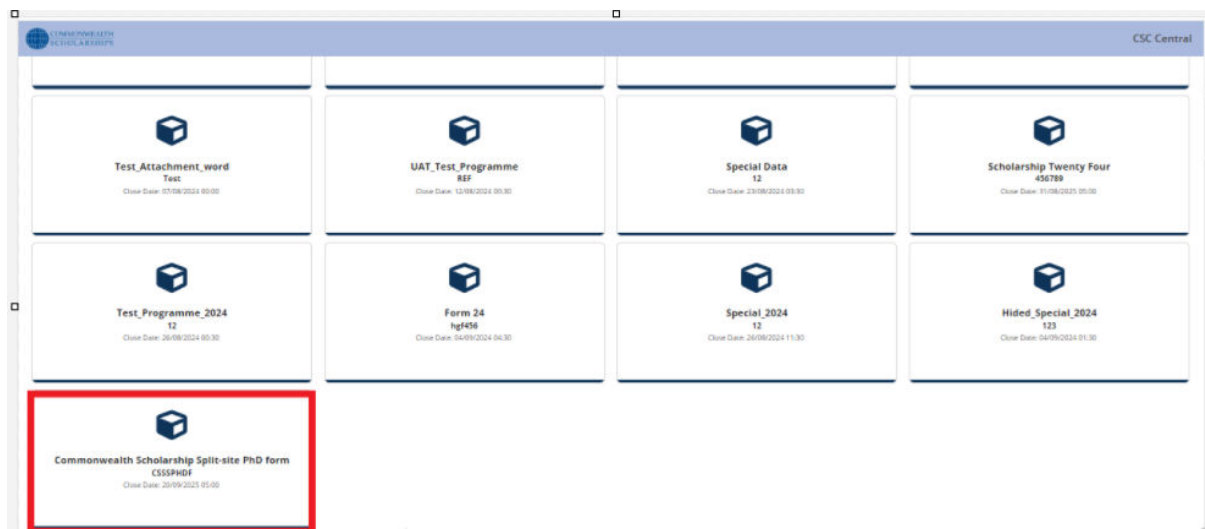 COMMONWEALTH
SCHOLARSHIPS
CSC Central
Test_Attachment_word
Test
Close Date: 07/08/2024 00:00
UAT_Test_Programme
REF
Close Date: 12/08/2024 00:30
Special Data
12
Close Date: 23/08/2024 03:30
Scholarship Twenty Four
456789
Close Date: 31/08/2025 05:00
Test_Programme_2024
12
Close Date: 26/08/2024 00:30
Form 24
hgf456
Close Date: 04/09/2024 04:30
Special_2024
12
Close Date: 26/08/2024 11:30
Hided_Special_2024
123
Close Date: 04/09/2024 01:30
Commonwealth Scholarship Split-site PhD form
CSSSPHDF
Close Date: 20/09/2025 05:00